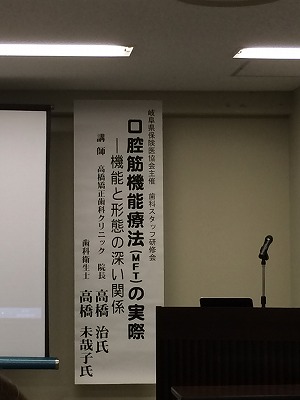 岐阜県保険医協会主催 歯科スタッフ研修会
口腔筋機能療法(MFT)の実際
―機能と形態の深い関係
講師 高橋矯正歯科クリニック 院長 高橋 治氏
歯科衛生士 高橋 未哉子氏